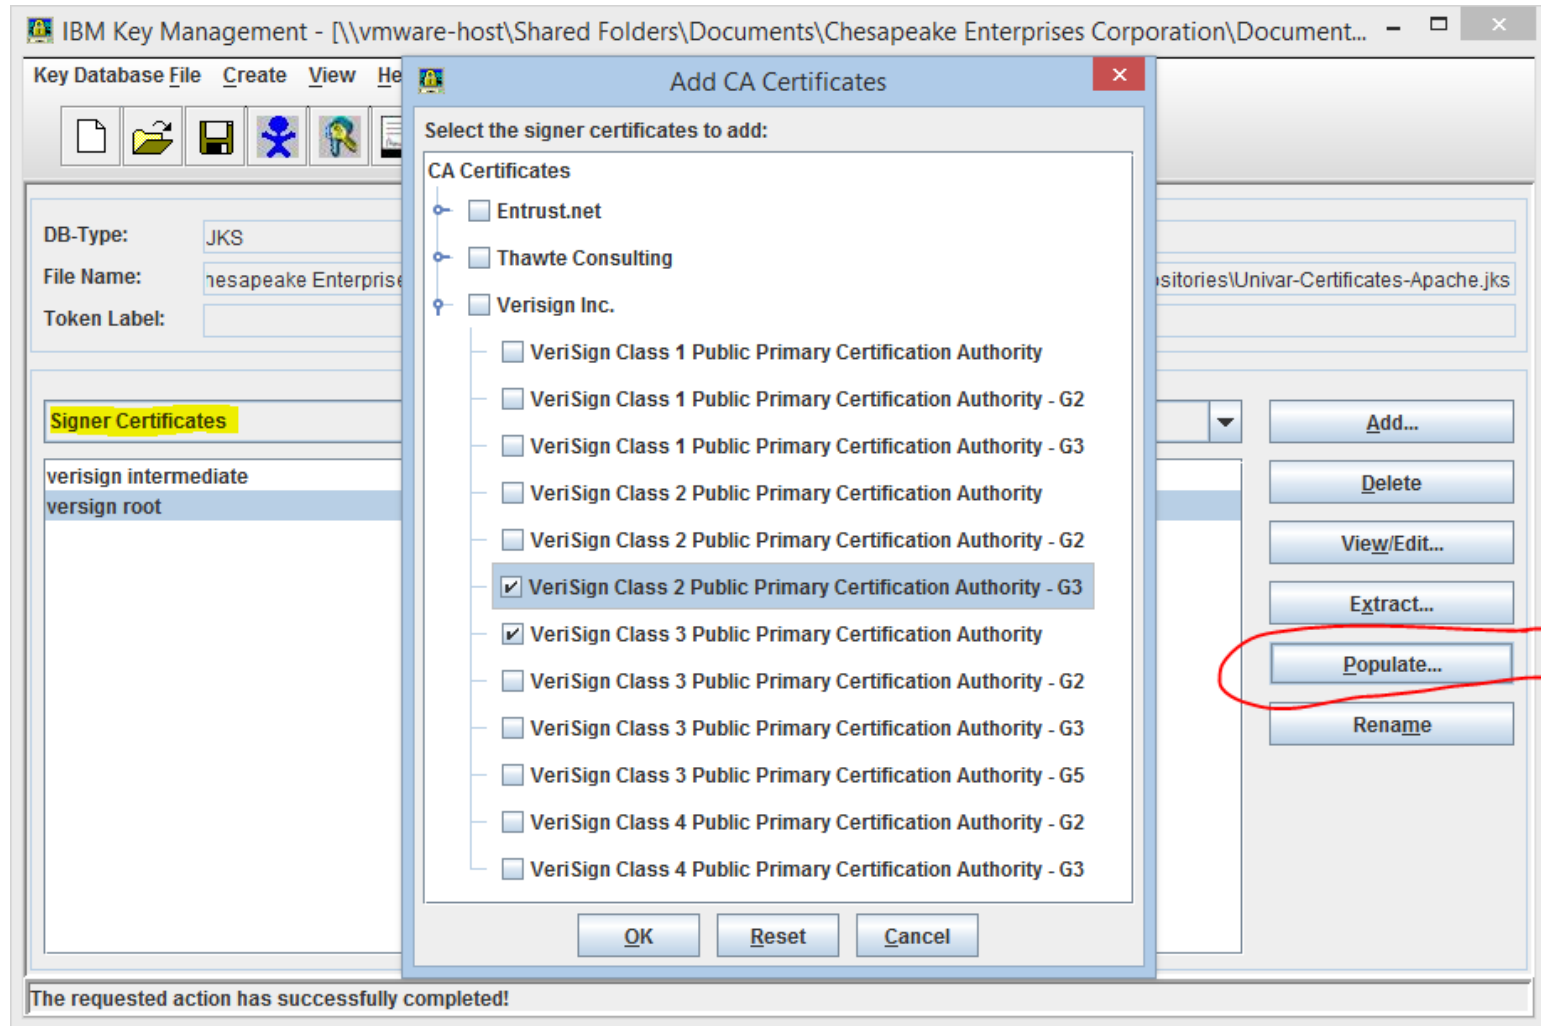 IBM Key Management - [\\vmware-host\Shared Folders\Documents\Chesapeake Enterprises Corporation\Document...
Key Database File Create View He
Add CA Certificates
Select the signer certificates to add:
CA Certificates
Entrust.net
Thawte Consulting
Verisign Inc.
VeriSign Class 1 Public Primary Certification Authority
VeriSign Class 1 Public Primary Certification Authority - G2
VeriSign Class 1 Public Primary Certification Authority - G3
VeriSign Class 2 Public Primary Certification Authority
VeriSign Class 2 Public Primary Certification Authority - G2
VeriSign Class 2 Public Primary Certification Authority - G3
VeriSign Class 3 Public Primary Certification Authority
VeriSign Class 3 Public Primary Certification Authority - G2
VeriSign Class 3 Public Primary Certification Authority - G3
VeriSign Class 3 Public Primary Certification Authority - G5
VeriSign Class 4 Public Primary Certification Authority - G2
VeriSign Class 4 Public Primary Certification Authority - G3
OK Reset Cancel
DB-Type: JKS
File Name: hesapeake Enterprise sitories\Univar-Certificates-Apache.jks
Token Label:
Signer Certificates
verisign intermediate
versign root
Add...
Delete
View/Edit...
Extract...
Populate...
Rename
The requested action has successfully completed!